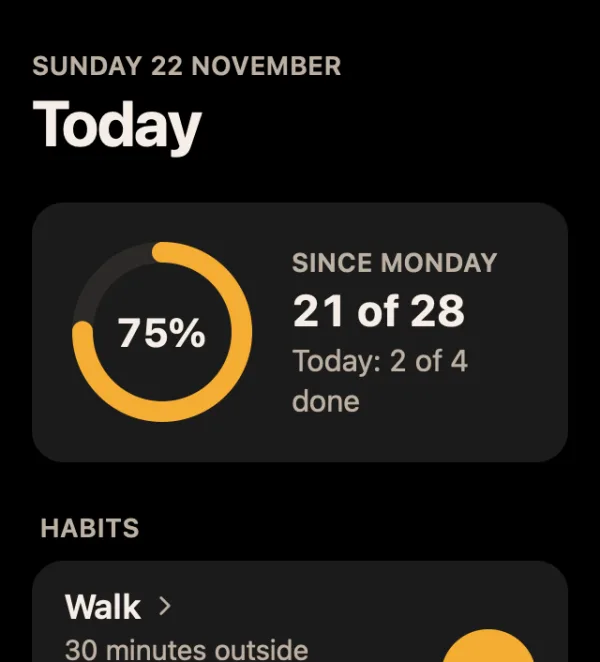 SUNDAY 22 NOVEMBER
Today
75%
SINCE MONDAY
21 of 28
Today: 2 of 4
done
HABITS
Walk
30 minutes outside